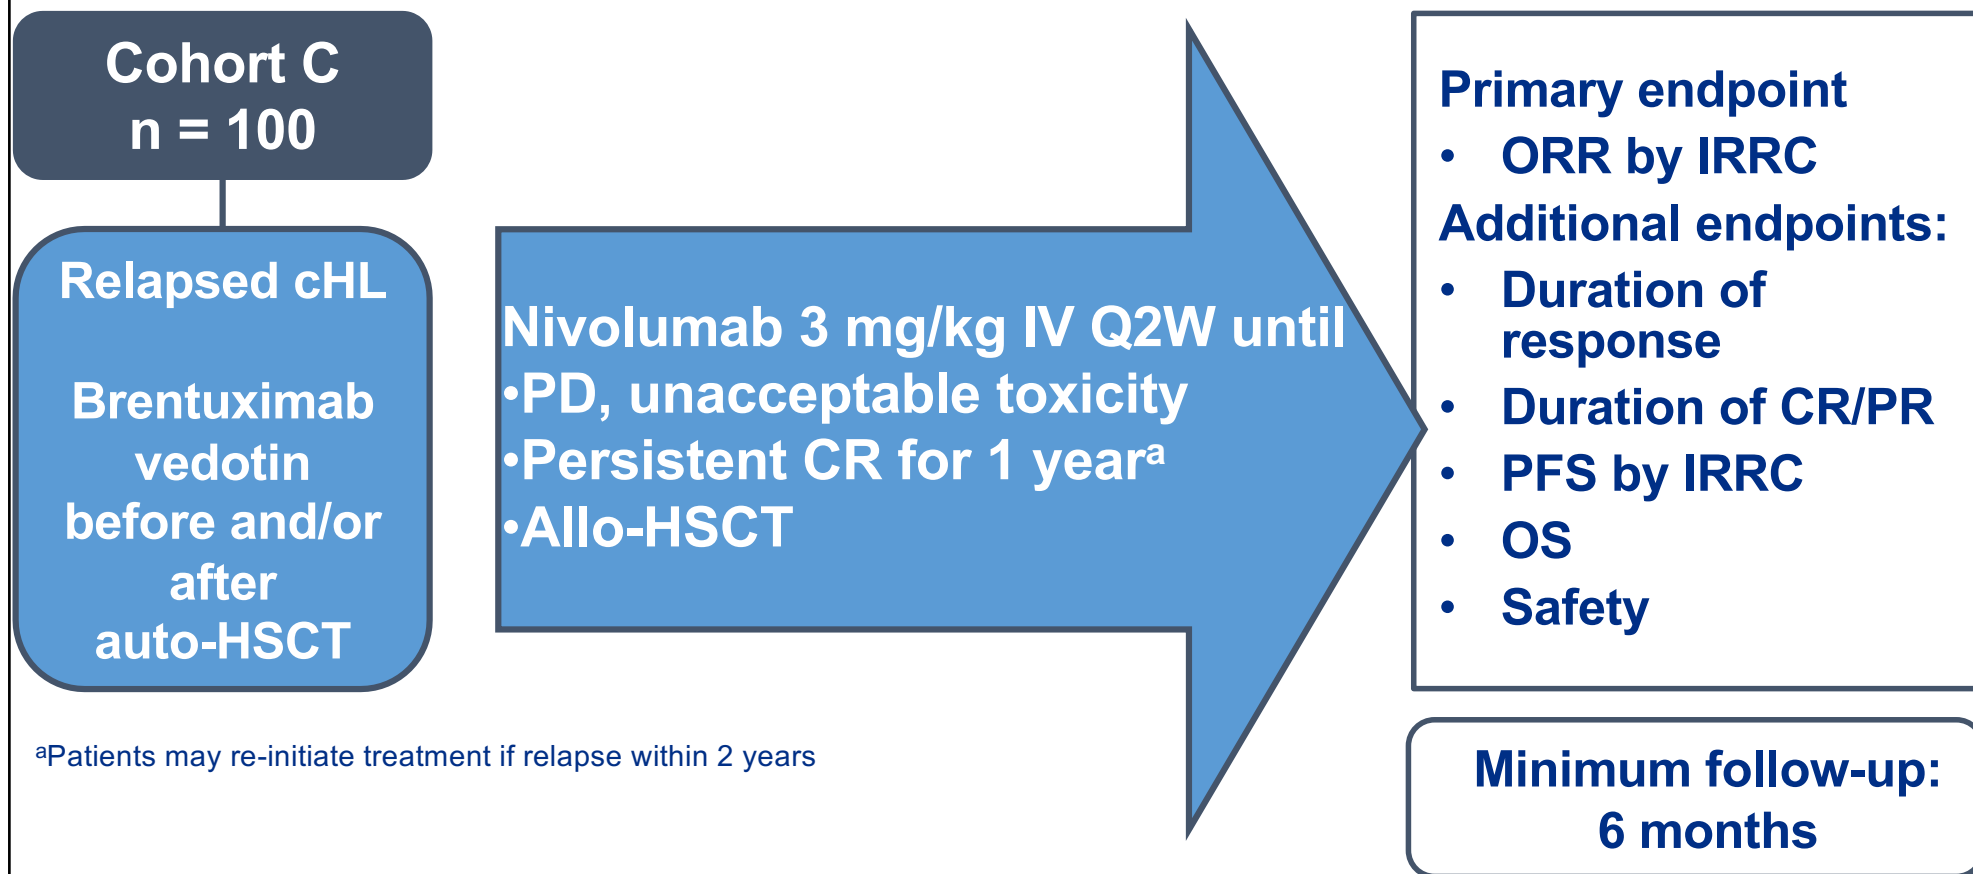 Cohort C
n = 100
Relapsed cHL
Brentuximab
vedotin
before and/or
after
auto-HSCT
Nivolumab 3 mg/kg IV Q2W until
•PD, unacceptable toxicity
•Persistent CR for 1 yearᵃ
•Allo-HSCT
ᵃPatients may re-initiate treatment if relapse within 2 years
Primary endpoint
• ORR by IRRC
Additional endpoints:
• Duration of
response
• Duration of CR/PR
• PFS by IRRC
• OS
• Safety
Minimum follow-up:
6 months